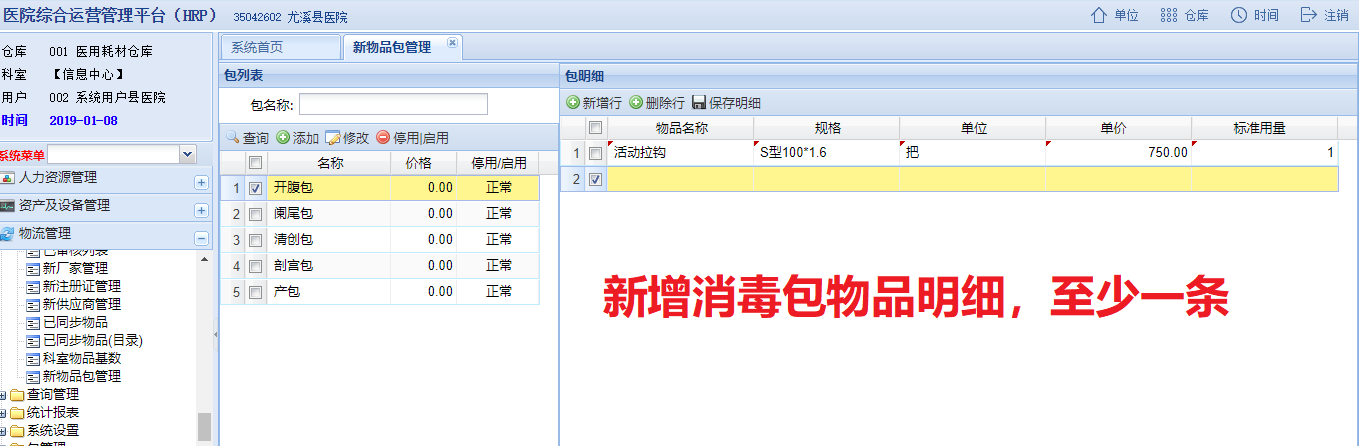 医院综合运营管理平台（HRP） 35042602 尤溪县医院 单位 仓库 时间 注销
仓库 001 医用耗材仓库
科室 【信息中心】
用户 002 系统用户县医院
时间 2019-01-08
系统菜单
人力资源管理
资产及设备管理
物流管理
已审核列表
新厂家管理
新注册证管理
新供应商管理
已同步物品
已同步物品(目录)
科室物品基数
新物品包管理
查询管理
统计报表
系统设置
包管理
系统首页 新物品包管理
包列表
包名称:
查询 添加 修改 停用|启用
名称 价格 停用/启用
1 开腹包 0.00 正常
2 阑尾包 0.00 正常
3 清创包 0.00 正常
4 剖宫包 0.00 正常
5 产包 0.00 正常
包明细
新增行 删除行 保存明细
物品名称 规格 单位 单价 标准用量
1 活动拉钩 S型100*1.6 把 750.00 1
2
新增消毒包物品明细，至少一条